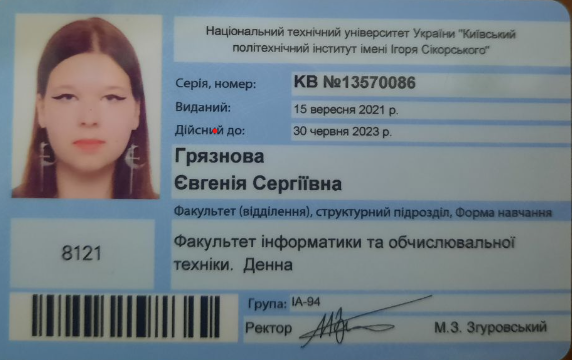 Національний технічний університет України "Київський
політехнічний інститут імені Ігоря Сікорського"
Серія, номер: КВ №13570086
Виданий: 15 вересня 2021 р.
Дійсний до: 30 червня 2023 р.
Грязнова
Євгенія Сергіївна
Факультет (відділення), структурний підрозділ, Форма навчання
8121
Факультет інформатики та обчислювальної
техніки. Денна
Група: ІА-94
Ректор М.З. Згуровський